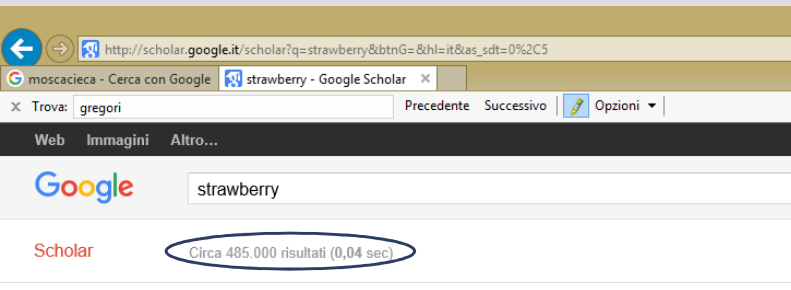 http://scholar.google.it/scholar?q=strawberry&btnG=&hl=it&as_sdt=0%2C5
moscacieca - Cerca con Google strawberry - Google Scholar ×
x Trova: gregori Precedente Successivo Opzioni
Web Immagini Altro...
Google strawberry
Scholar Circa 485.000 risultati (0,04 sec)